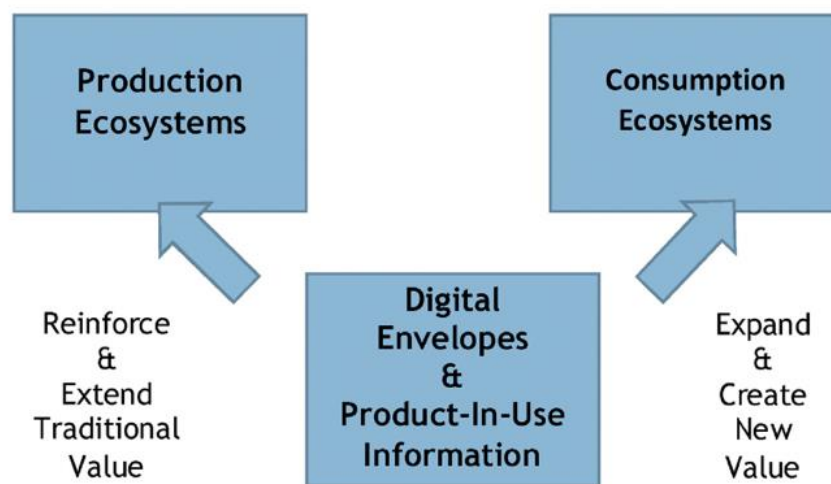 Production
Ecosystems
Consumption
Ecosystems
Digital
Envelopes
&
Product-In-Use
Information
Reinforce
&
Extend
Traditional
Value
Expand
&
Create
New
Value